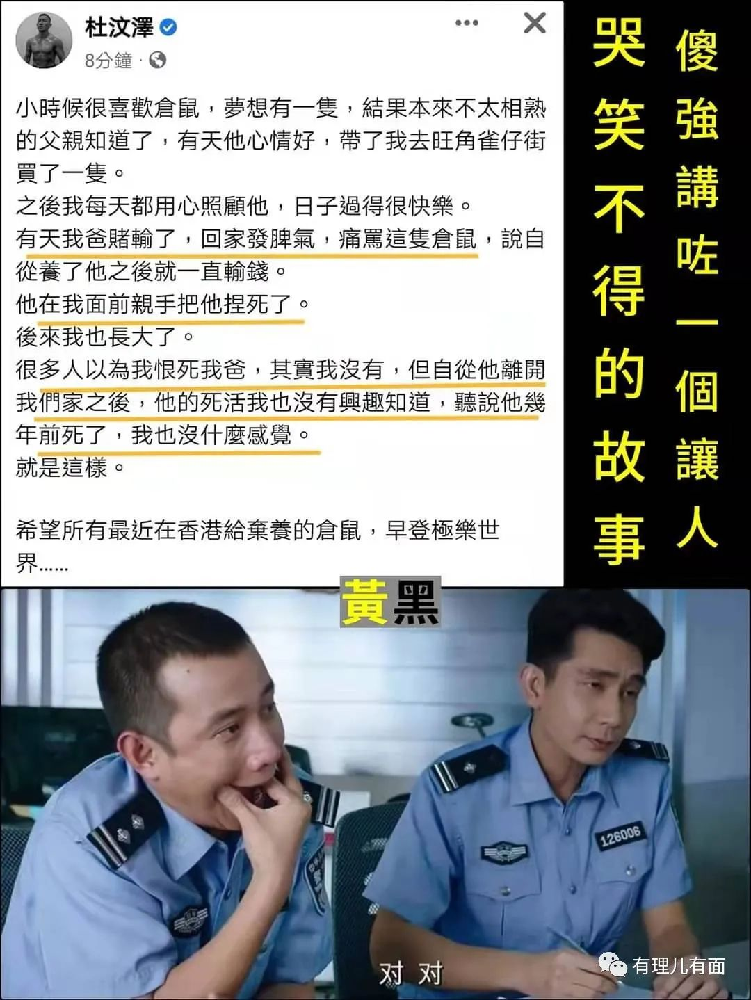 杜汶澤
8分鐘
小時候很喜歡倉鼠，夢想有一隻，結果本來不太相熟
的父親知道了，有天他心情好，帶了我去旺角雀仔街
買了一隻。
之後我每天都用心照顧他，日子過得很快樂。
有天我爸賭輸了，回家發脾氣，痛罵這隻倉鼠，說自
從養了他之後就一直輸錢。
他在我面前親手把他捏死了。
後來我也長大了。
很多人以為我恨死我爸，其實我沒有，但自從他離開
我們家之後，他的死活我也沒有興趣知道，聽說他幾
年前死了，我也沒什麼感覺。
就是這樣。
希望所有最近在香港給棄養的倉鼠，早登極樂世
界......
傻強講咗一個讓人
哭笑不得的故事
黃黑
126006
对 对
有理儿有面